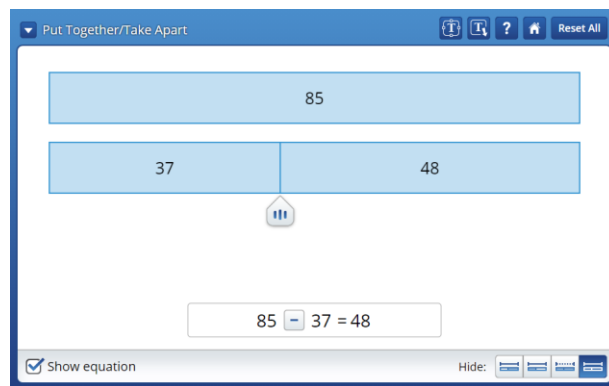 Put Together/Take Apart T T ? Reset All
85
37 48
85 - 37 = 48
Show equation Hide: